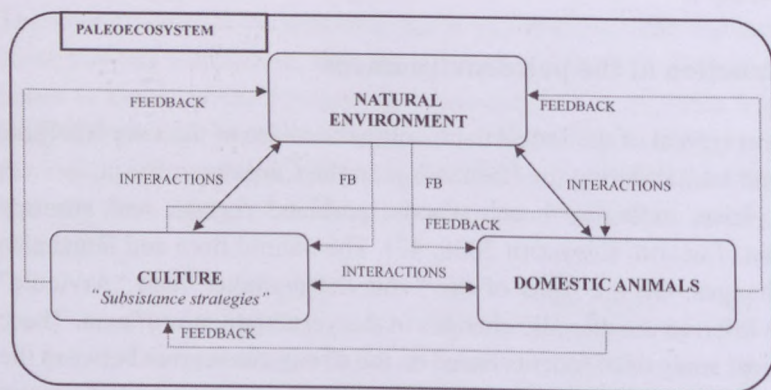 PALEOECOSYSTEM
FEEDBACK
NATURAL
ENVIRONMENT
FEEDBACK
INTERACTIONS
FB
FB
INTERACTIONS
FEEDBACK
CULTURE
“Subsistance strategies”
INTERACTIONS
DOMESTIC ANIMALS
FEEDBACK